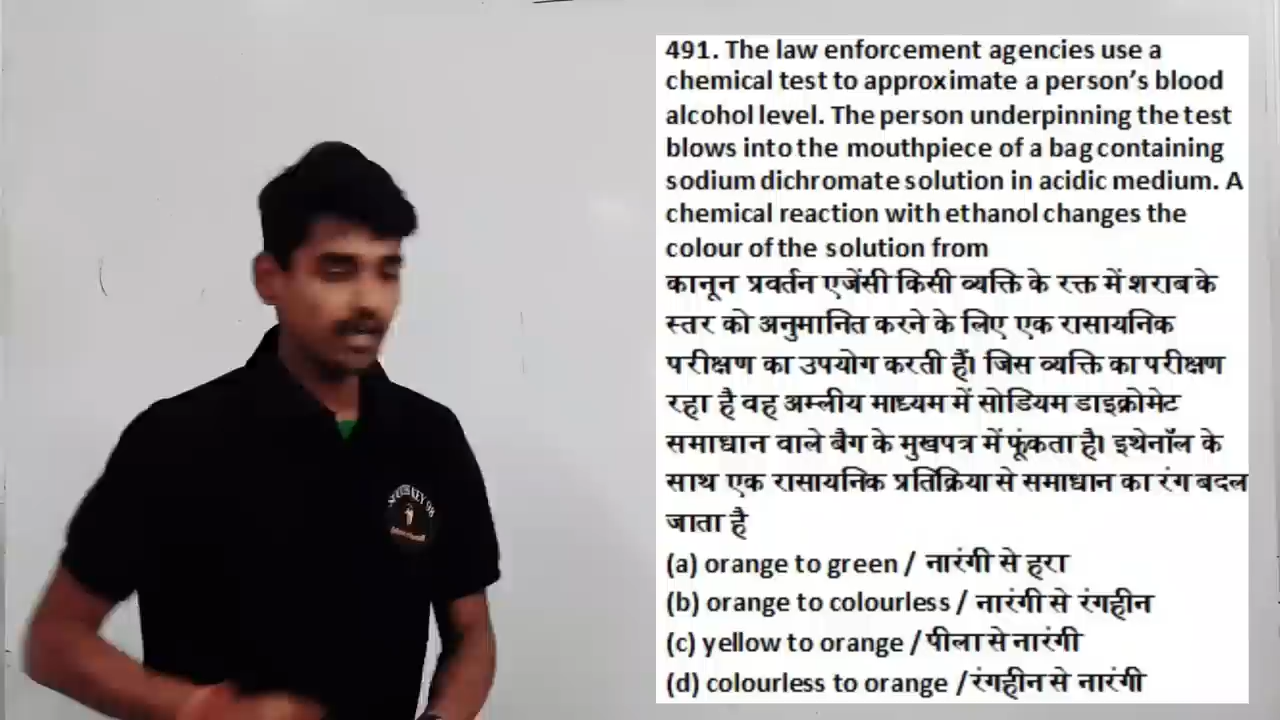 491. The law enforcement agencies use a
chemical test to approximate a person's blood
alcohol level. The person underpinning the test
blows into the mouthpiece of a bag containing
sodium dichromate solution in acidic medium. A
chemical reaction with ethanol changes the
colour of the solution from
कानून प्रवर्तन एजेंसी किसी व्यक्ति के रक्त में शराब के
स्तर को अनुमानित करने के लिए एक रासायनिक
परीक्षण का उपयोग करती हैं। जिस व्यक्ति का परीक्षण
रहा है वह अम्लीय माध्यम में सोडियम डाइक्रोमेट
समाधान वाले बैग के मुखपत्र में फूंकता है। इथेनॉल के
साथ एक रासायनिक प्रतिक्रिया से समाधान का रंग बदल
जाता है
(a) orange to green / नारंगी से हरा
(b) orange to colourless / नारंगी से रंगहीन
(c) yellow to orange / पीला से नारंगी
(d) colourless to orange / रंगहीन से नारंगी